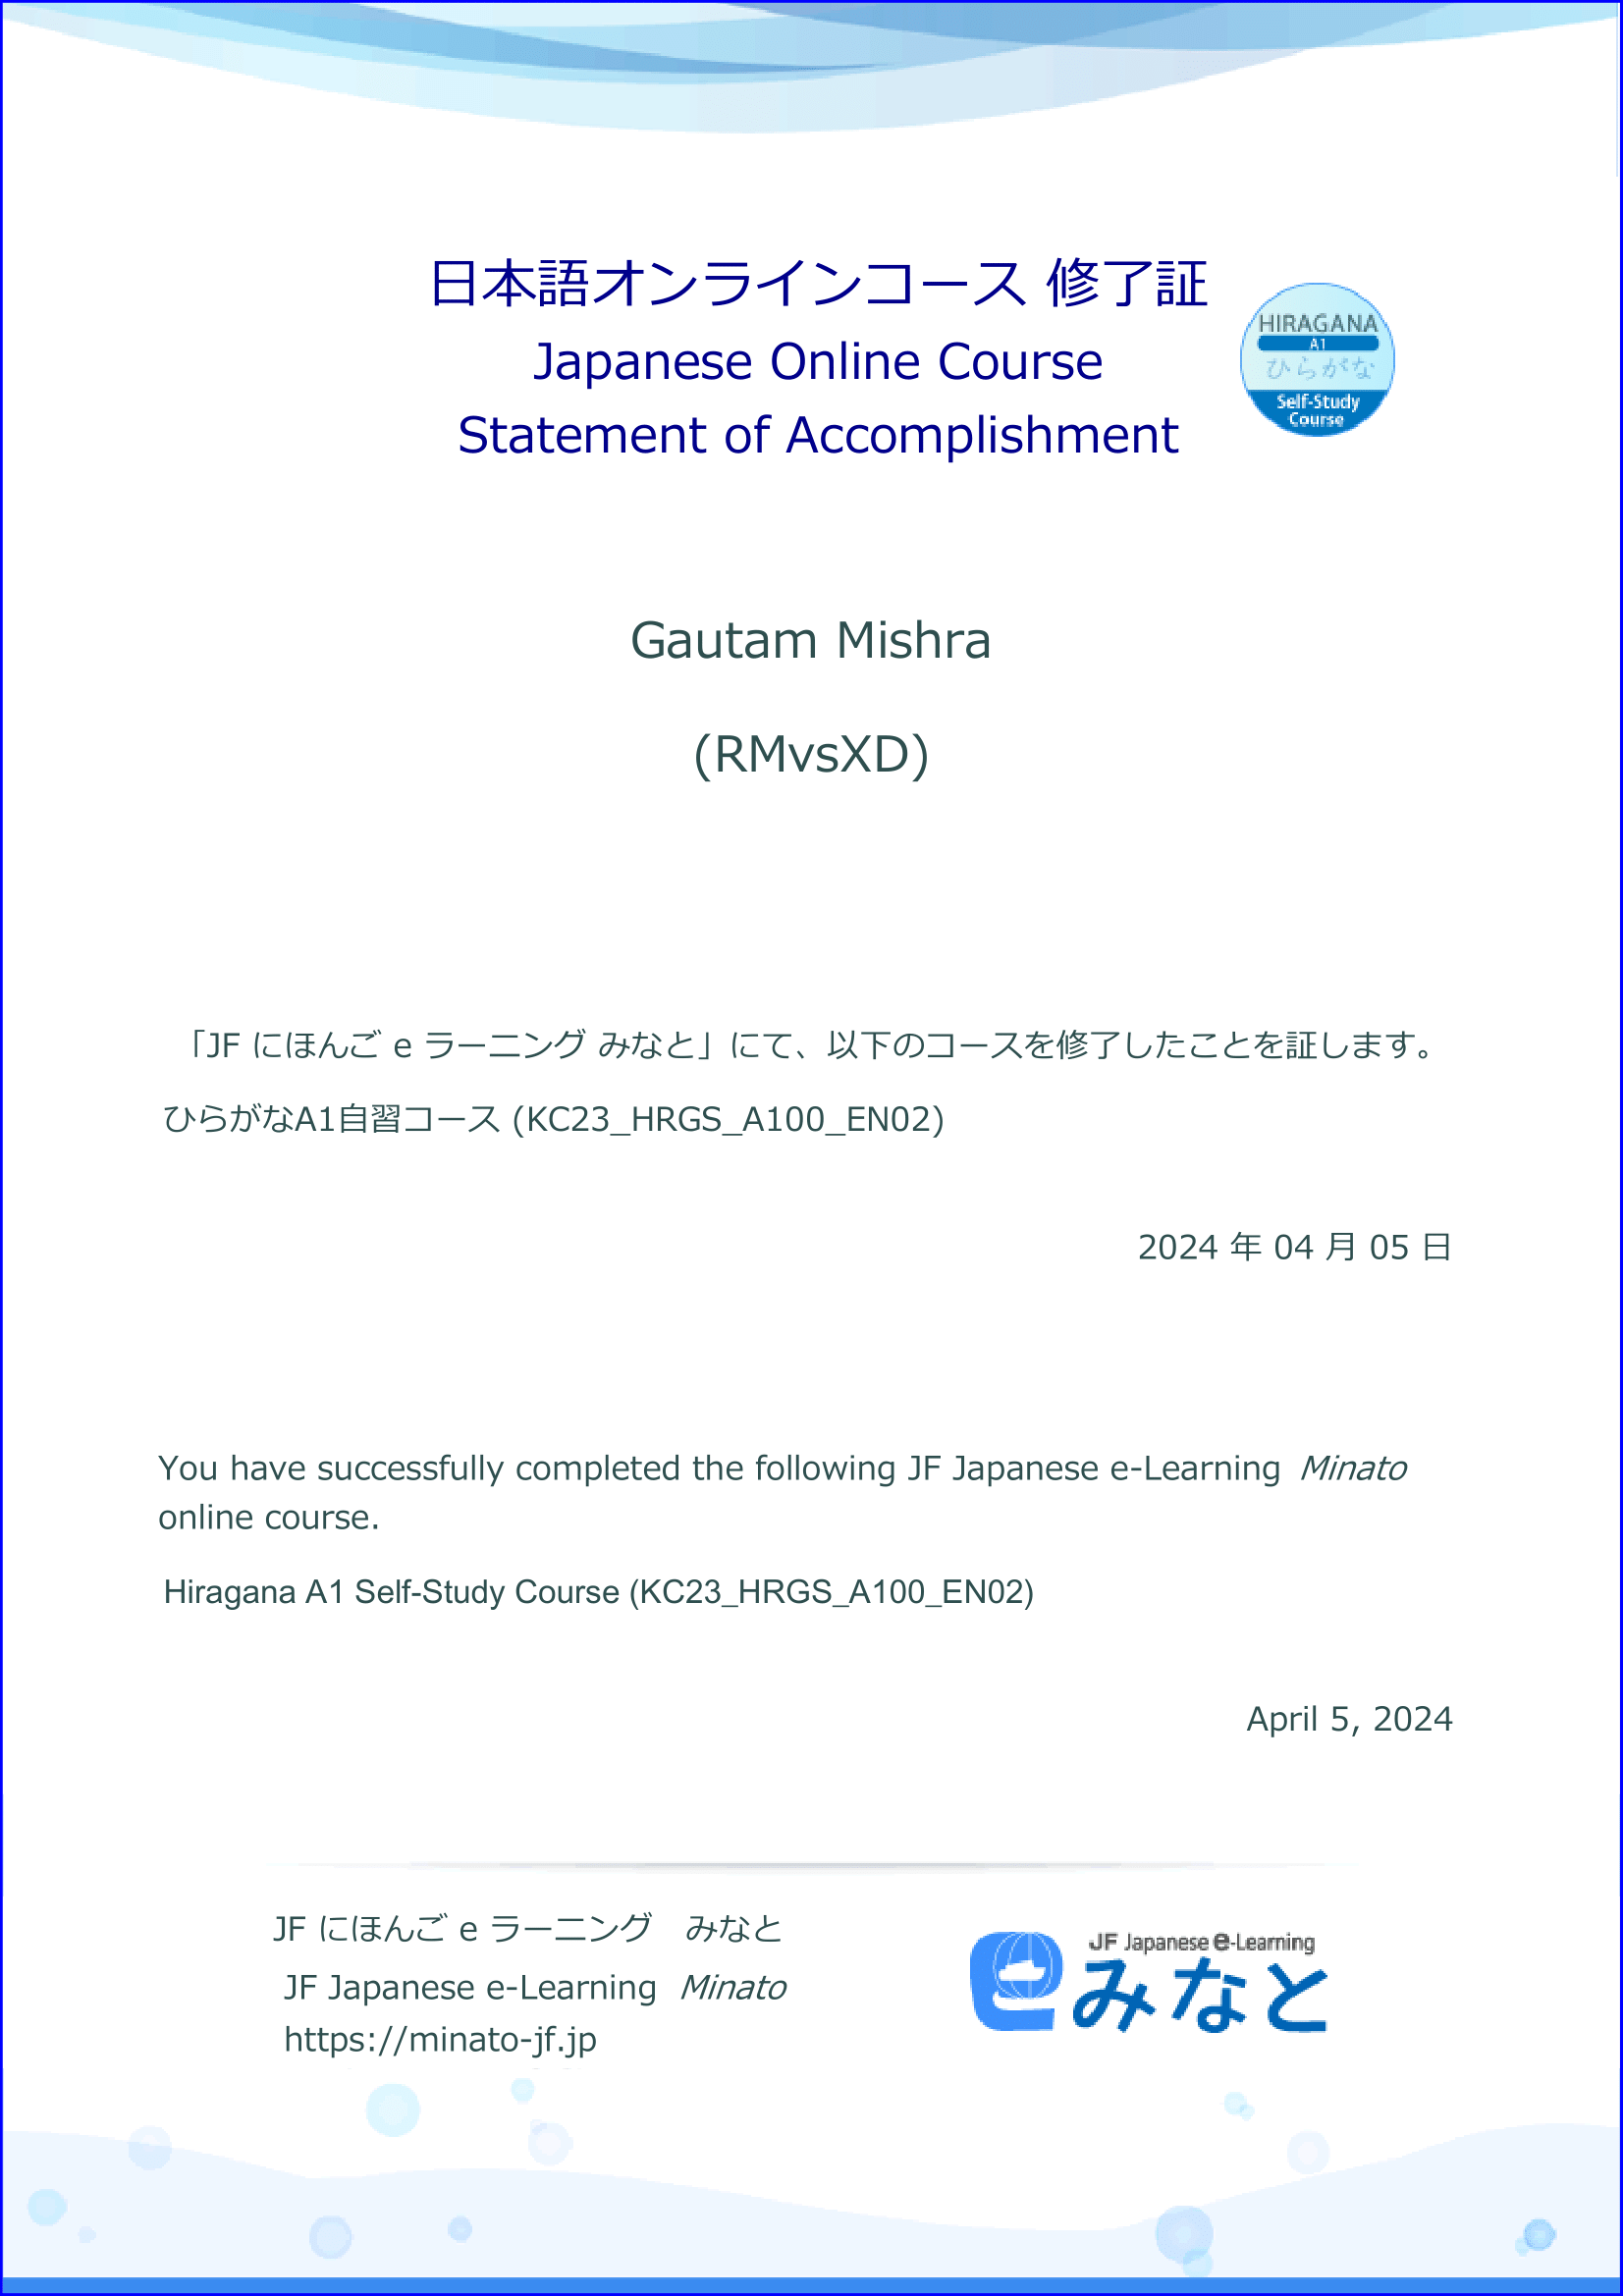 日本語オンラインコース 修了証
Japanese Online Course
Statement of Accomplishment
HIRAGANA
A1
ひらがな
Self-Study
Course
Gautam Mishra
(RMvsXD)
「JF にほんご e ラーニング みなと」にて、以下のコースを修了したことを証します。
ひらがなA1自習コース (KC23_HRGS_A100_EN02)
2024 年 04 月 05 日
You have successfully completed the following JF Japanese e-Learning Minato
online course.
Hiragana A1 Self-Study Course (KC23_HRGS_A100_EN02)
April 5, 2024
JF にほんご e ラーニング　みなと
JF Japanese e-Learning Minato
https://minato-jf.jp
JF Japanese e-Learning
みなと